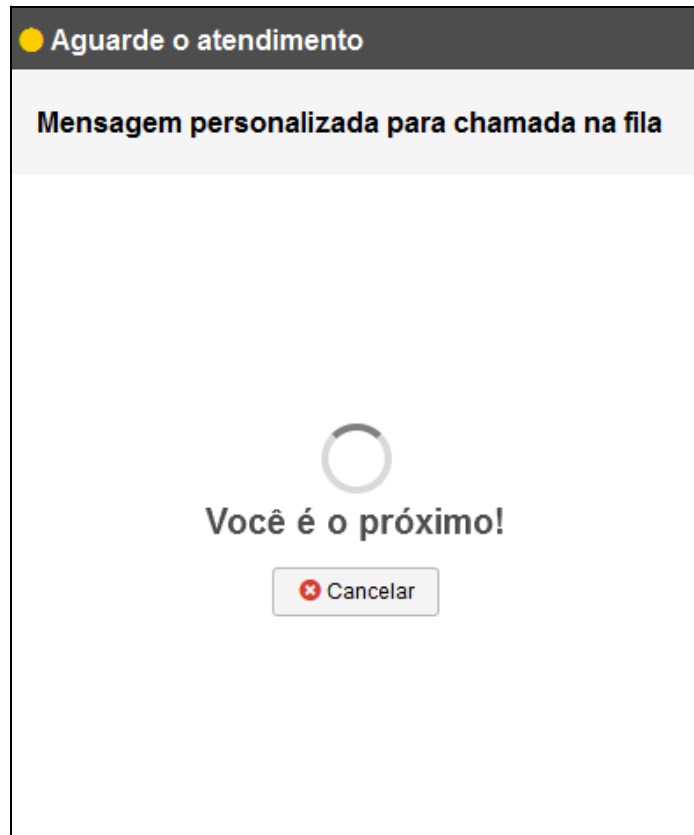 Aguarde o atendimento
Mensagem personalizada para chamada na fila
Você é o próximo!
Cancelar